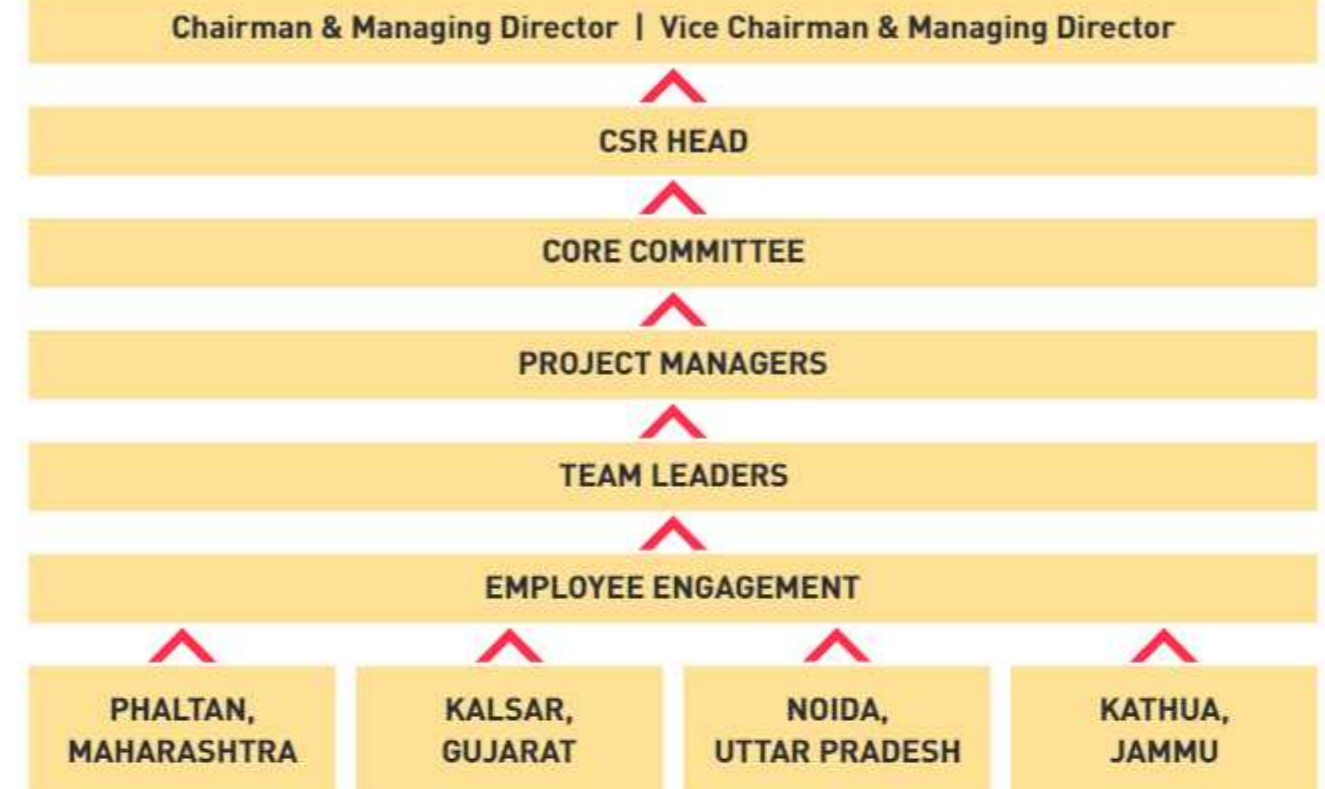 Chairman & Managing Director | Vice Chairman & Managing Director
CSR HEAD
CORE COMMITTEE
PROJECT MANAGERS
TEAM LEADERS
EMPLOYEE ENGAGEMENT
PHALTAN,
MAHARASHTRA
KALSAR,
GUJARAT
NOIDA,
UTTAR PRADESH
KATHUA,
JAMMU